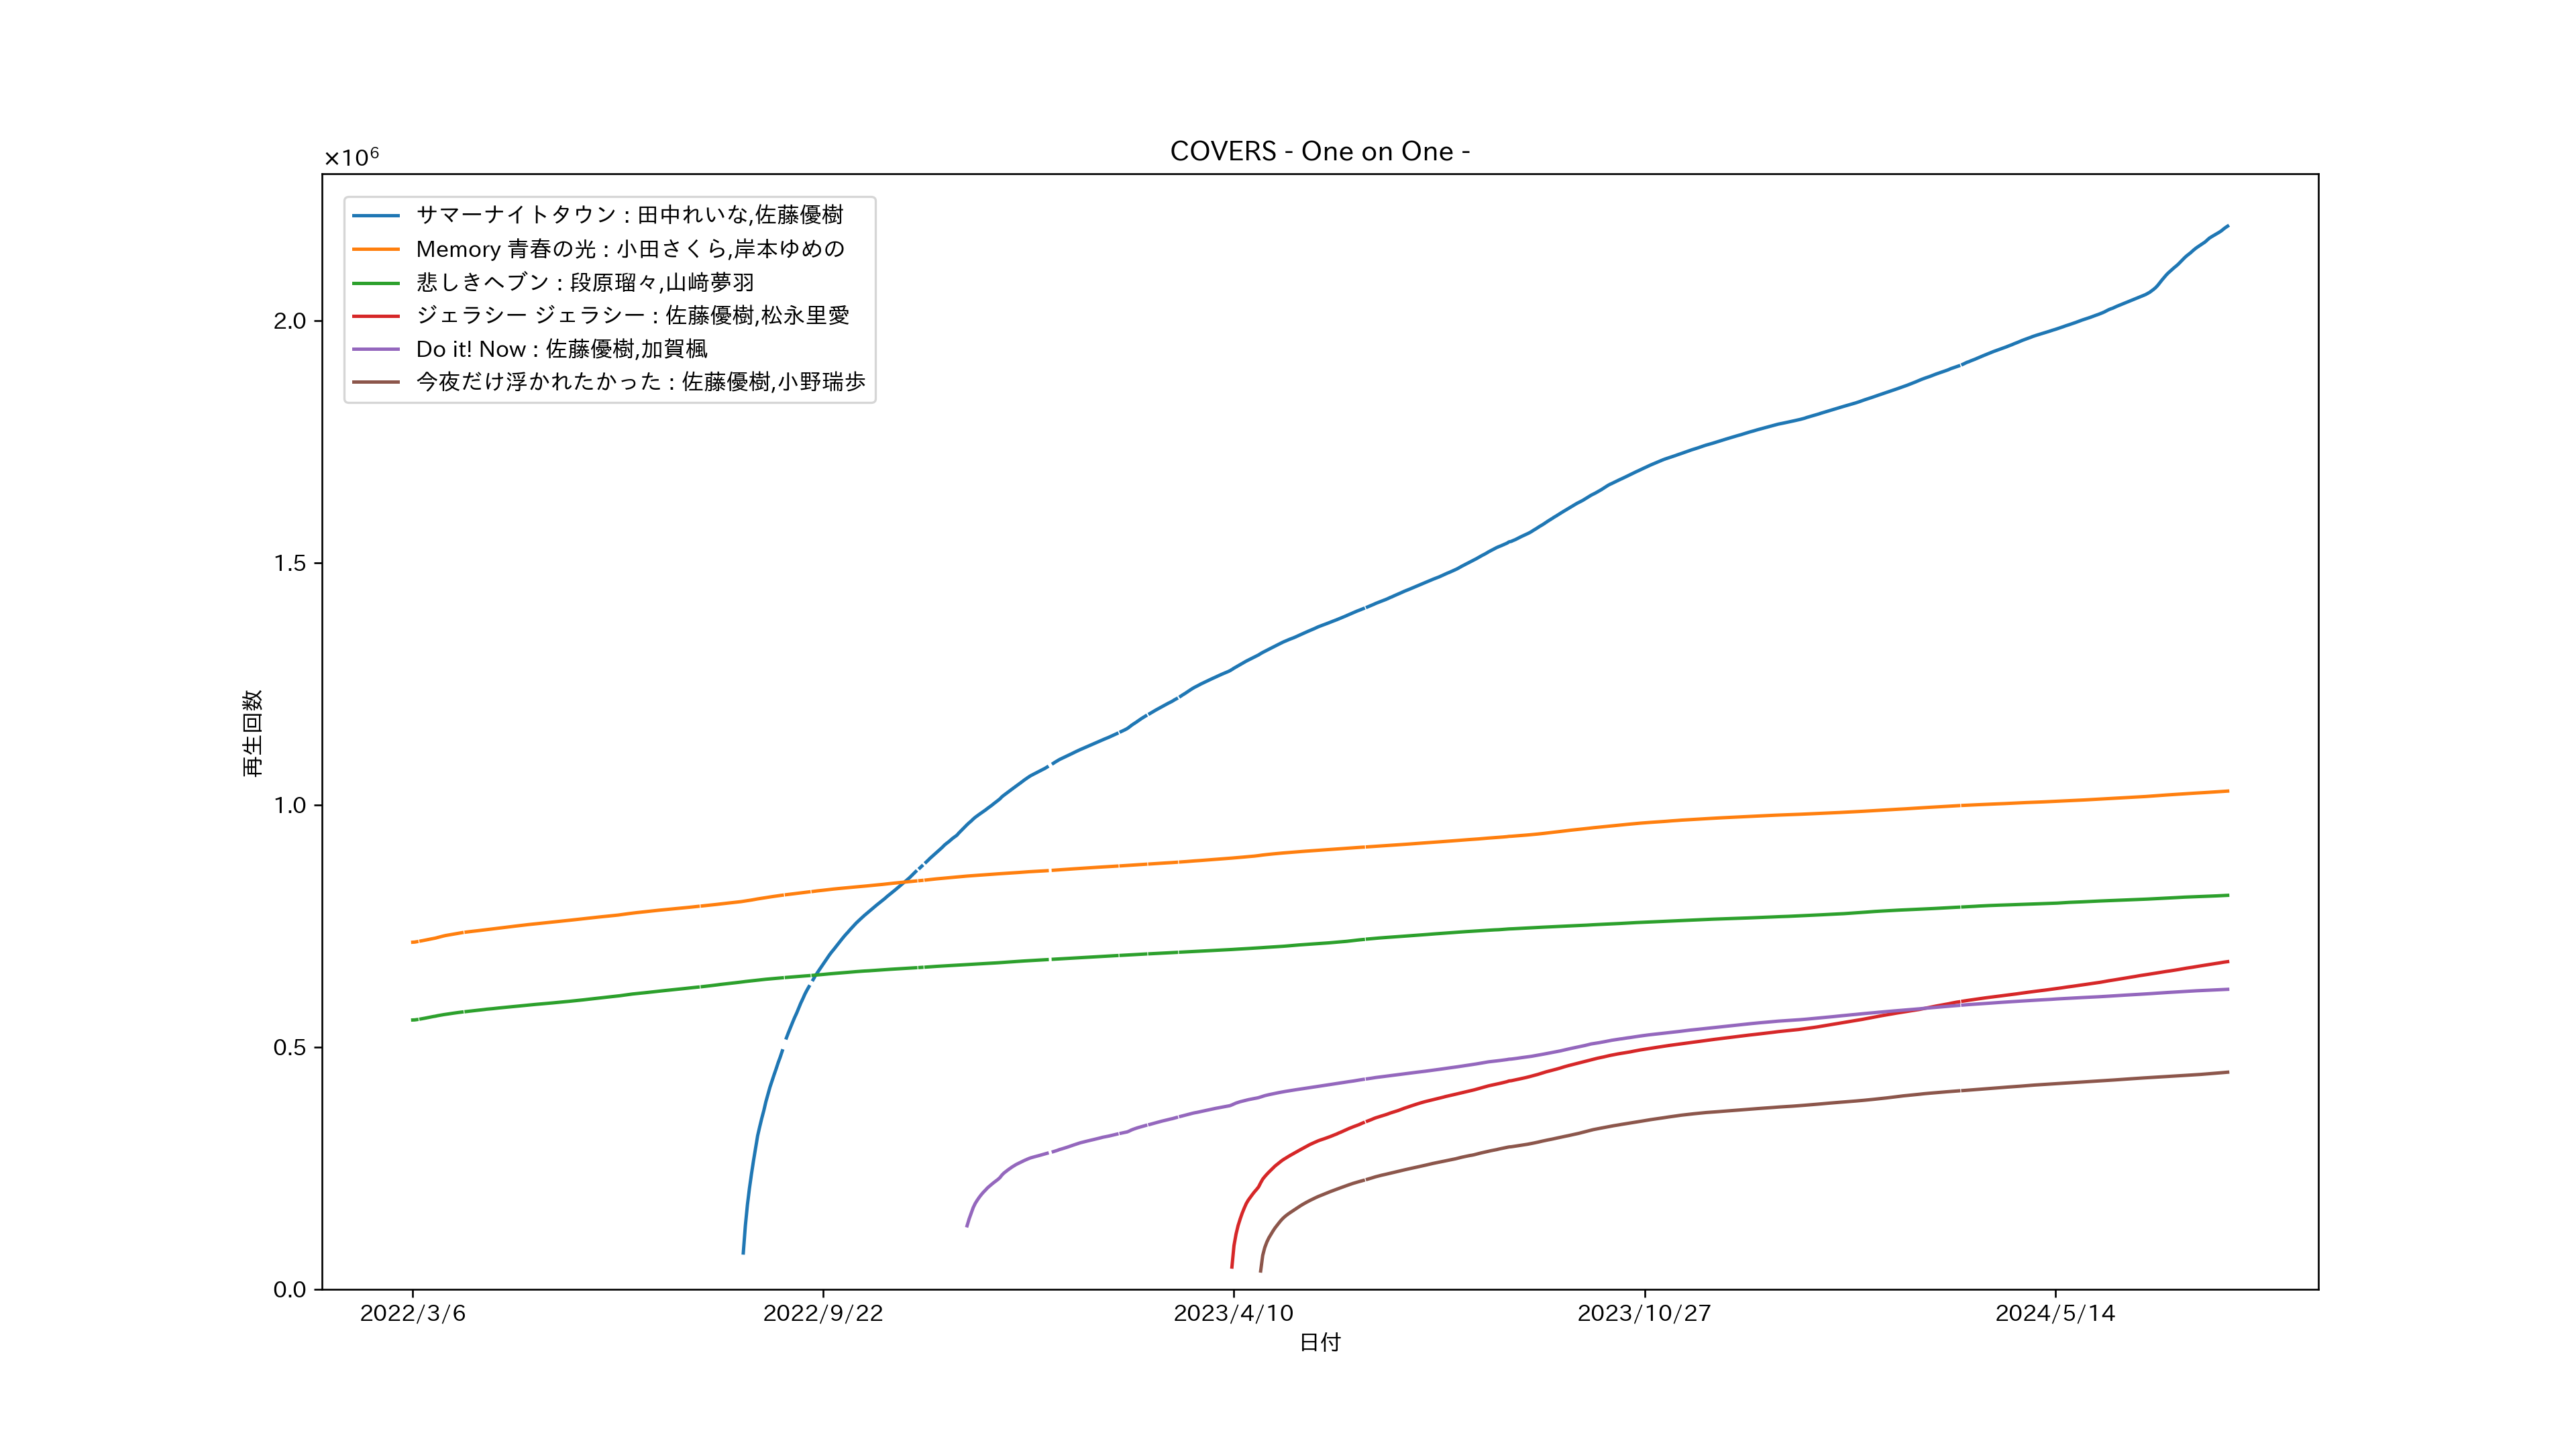 COVERS - One on One -
×10⁶
サマーナイトタウン : 田中れいな,佐藤優樹
Memory 青春の光 : 小田さくら,岸本ゆめの
悲しきヘブン : 段原瑠々,山﨑夢羽
ジェラシー ジェラシー : 佐藤優樹,松永里愛
Do it! Now : 佐藤優樹,加賀楓
今夜だけ浮かれたかった : 佐藤優樹,小野瑞歩
2.0
1.5
1.0
0.5
0.0
再生回数
2022/3/6 2022/9/22 2023/4/10 2023/10/27 2024/5/14
日付